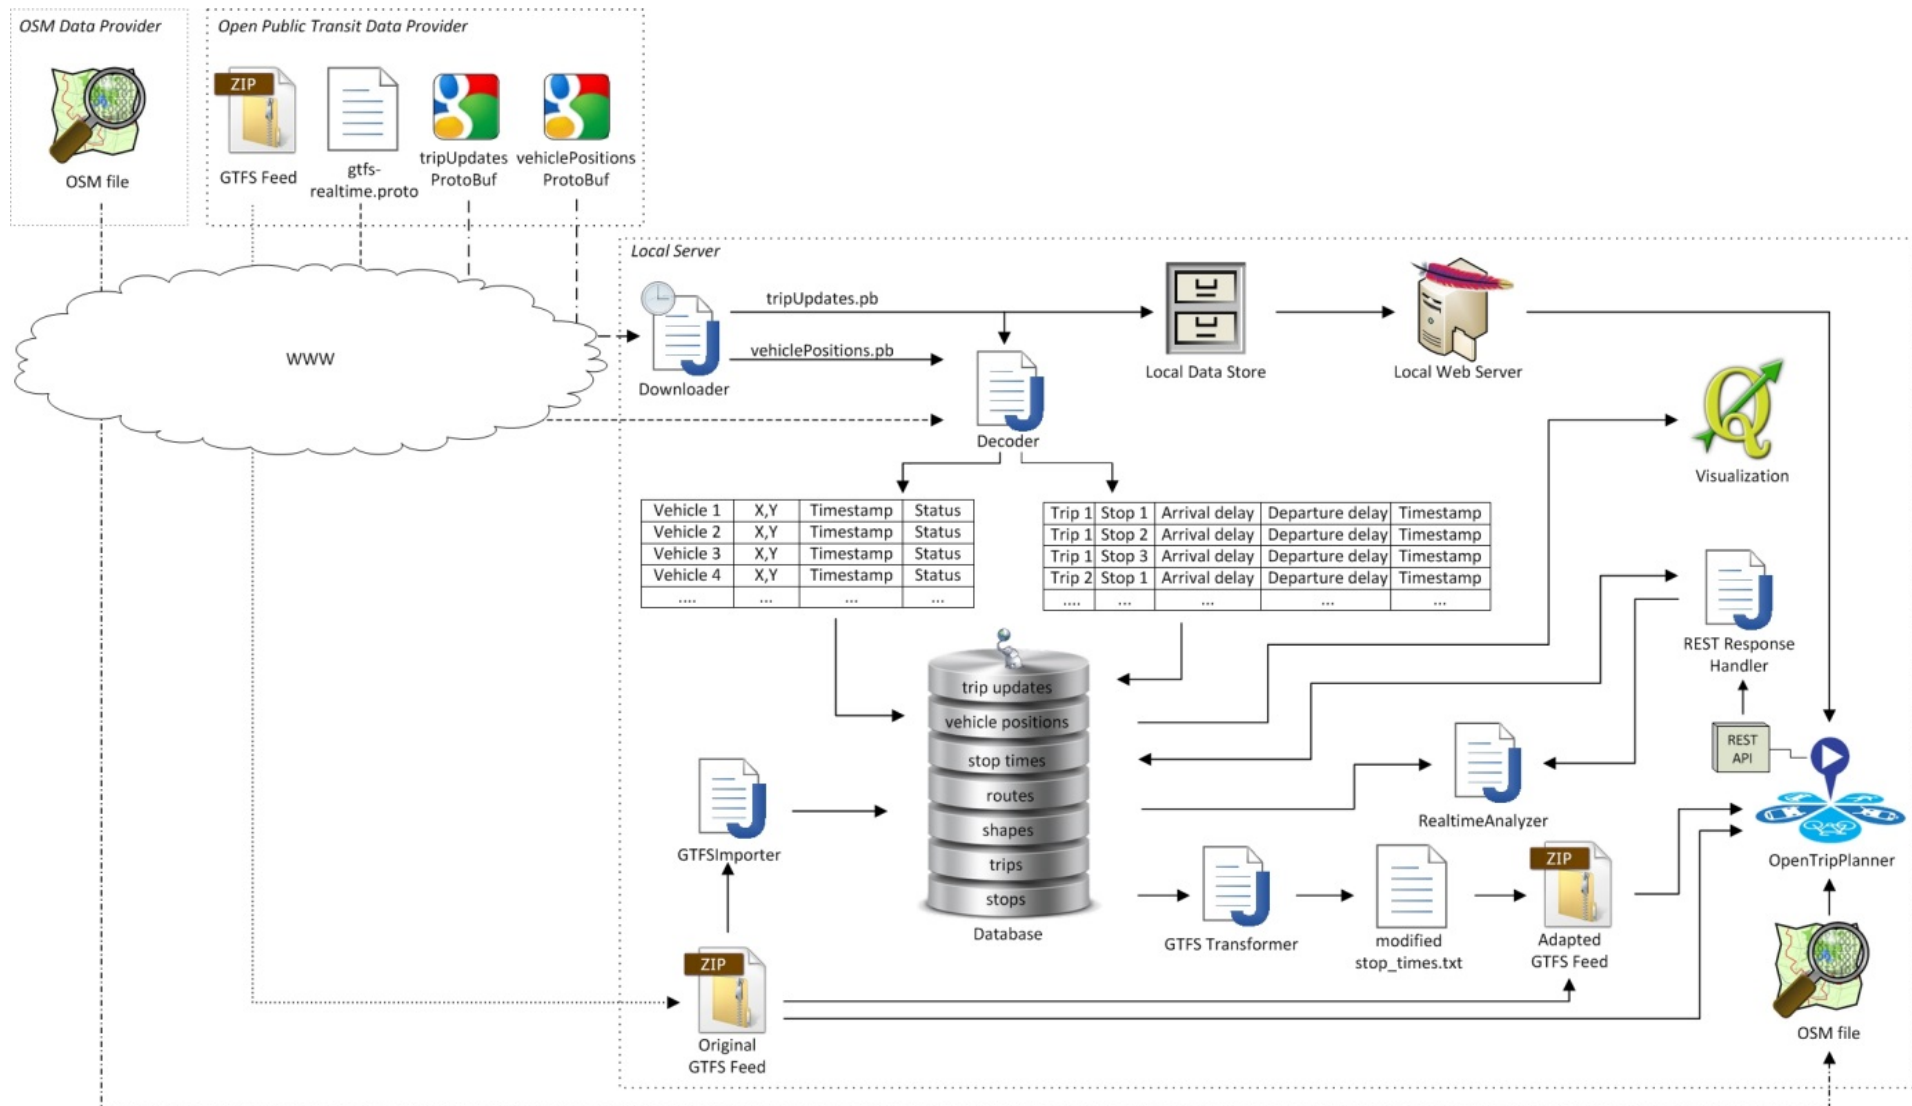 OSM Data Provider
OSM file
Open Public Transit Data Provider
ZIP
GTFS Feed
gtfs-
realtime.proto
tripUpdates
ProtoBuf
vehiclePositions
ProtoBuf
WWW
Local Server
Downloader
tripUpdates.pb
vehiclePositions.pb
Decoder
Local Data Store
Local Web Server
Visualization
Vehicle 1 X,Y Timestamp Status
Vehicle 2 X,Y Timestamp Status
Vehicle 3 X,Y Timestamp Status
Vehicle 4 X,Y Timestamp Status
.... ... ... ...
Trip 1 Stop 1 Arrival delay Departure delay Timestamp
Trip 1 Stop 2 Arrival delay Departure delay Timestamp
Trip 1 Stop 3 Arrival delay Departure delay Timestamp
Trip 2 Stop 1 Arrival delay Departure delay Timestamp
.... ... ... ... ...
REST Response
Handler
trip updates
vehicle positions
stop times
routes
shapes
trips
stops
Database
REST
API
GTFSImporter
RealtimeAnalyzer
OpenTripPlanner
GTFS Transformer
modified
stop_times.txt
ZIP
Adapted
GTFS Feed
ZIP
Original
GTFS Feed
OSM file